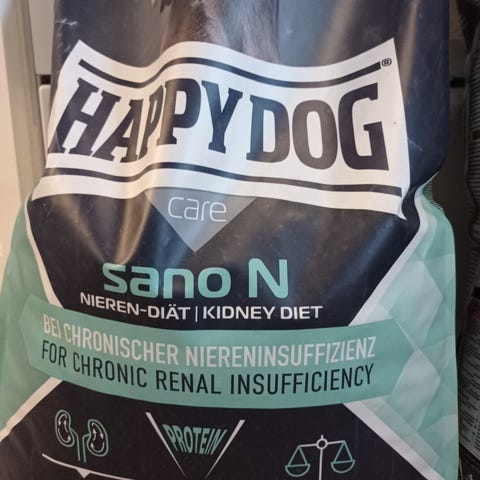 HAPPY DOG®
care
sano N
NIEREN-DIÄT | KIDNEY DIET
BEI CHRONISCHER NIERENINSUFFIZIENZ
FOR CHRONIC RENAL INSUFFICIENCY
PROTEIN